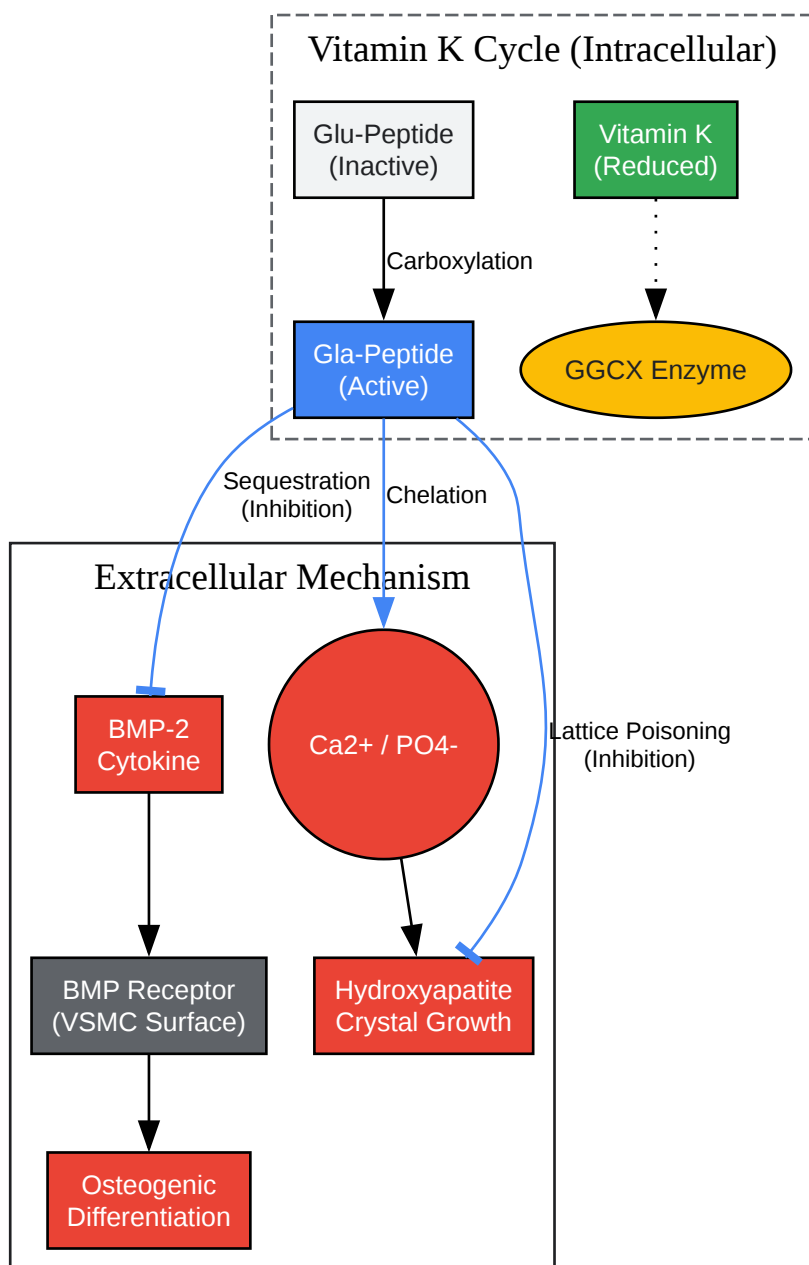 Vitamin K Cycle (Intracellular)
Glu-Peptide
(Inactive)
Vitamin K
(Reduced)
Carboxylation
Gla-Peptide
(Active)
GGCX Enzyme
Sequestration
(Inhibition)
Chelation
Extracellular Mechanism
BMP-2
Cytokine
Ca2+ / PO4-
Lattice Poisoning
(Inhibition)
BMP Receptor
(VSMC Surface)
Hydroxyapatite
Crystal Growth
Osteogenic
Differentiation